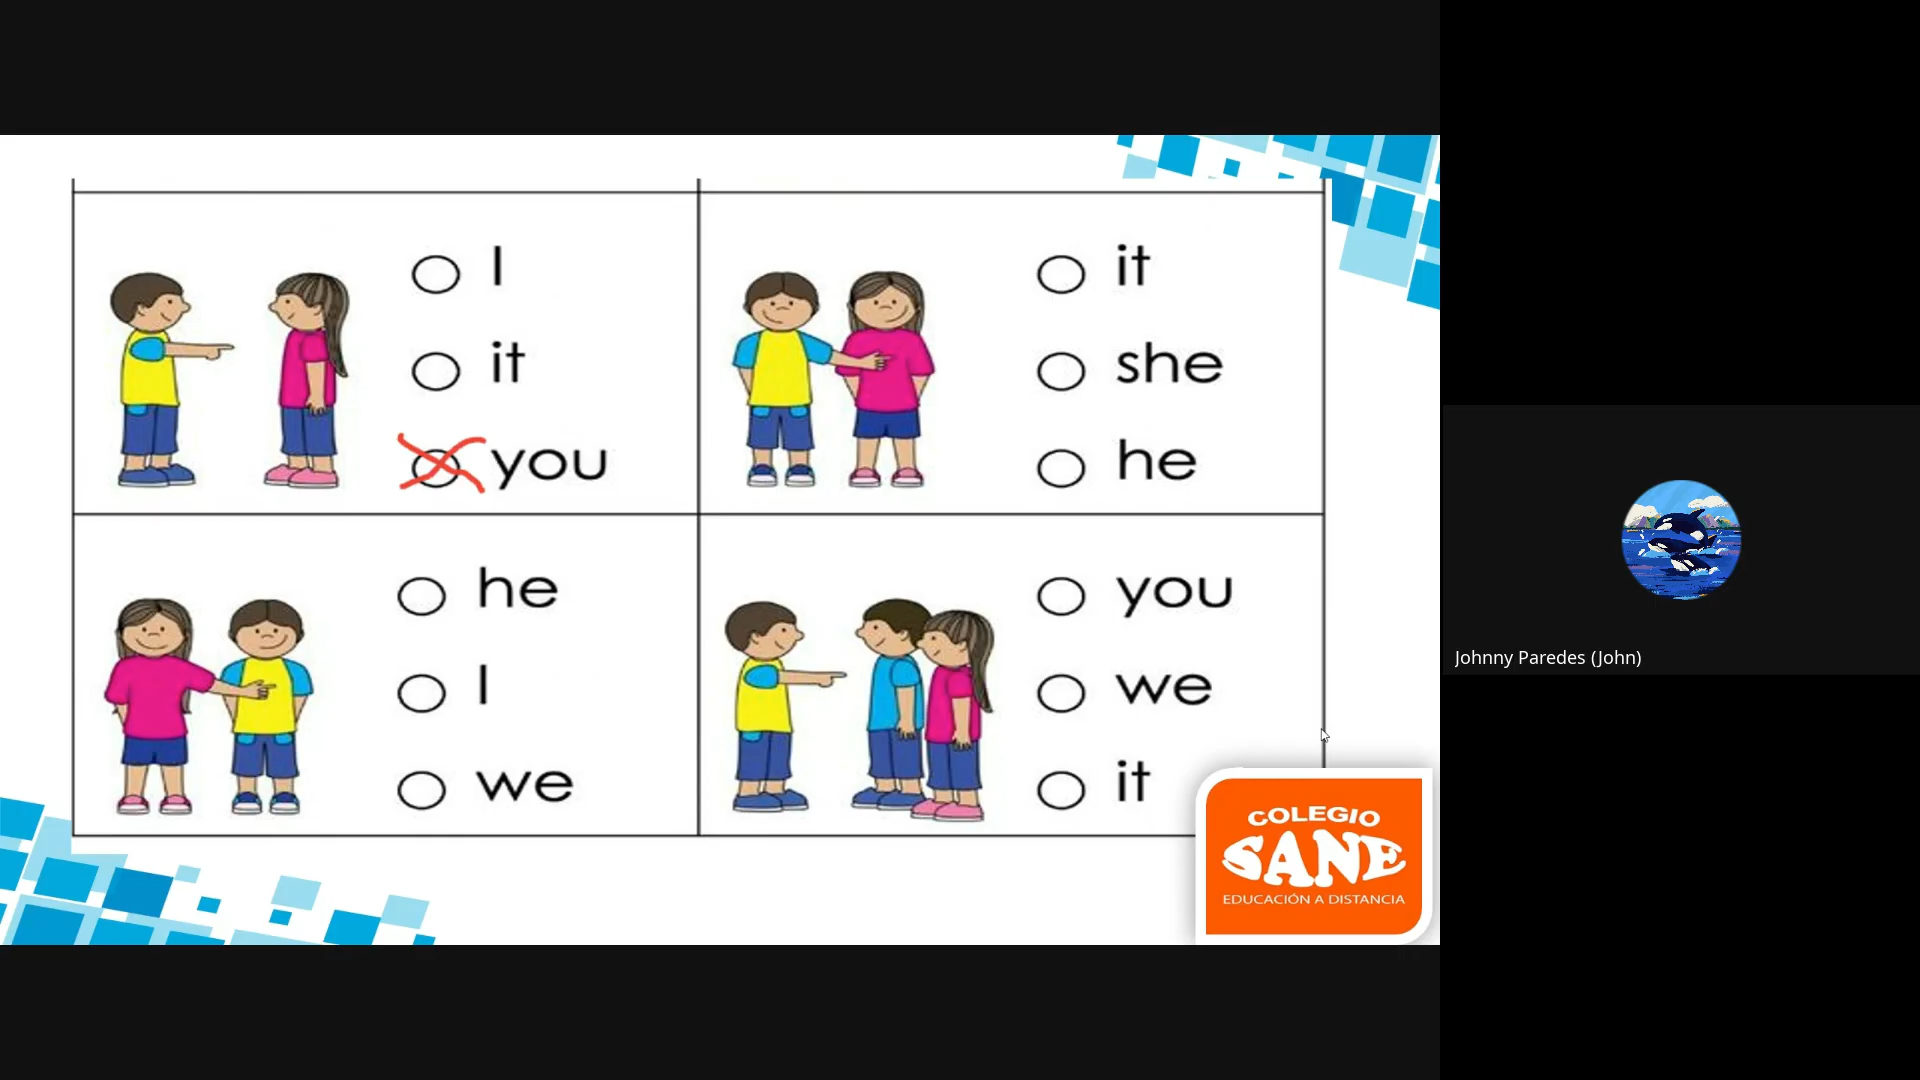 I
it
you
it
she
he
he
I
we
you
we
it
COLEGIO
SANE
EDUCACIÓN A DISTANCIA
Johnny Paredes (John)